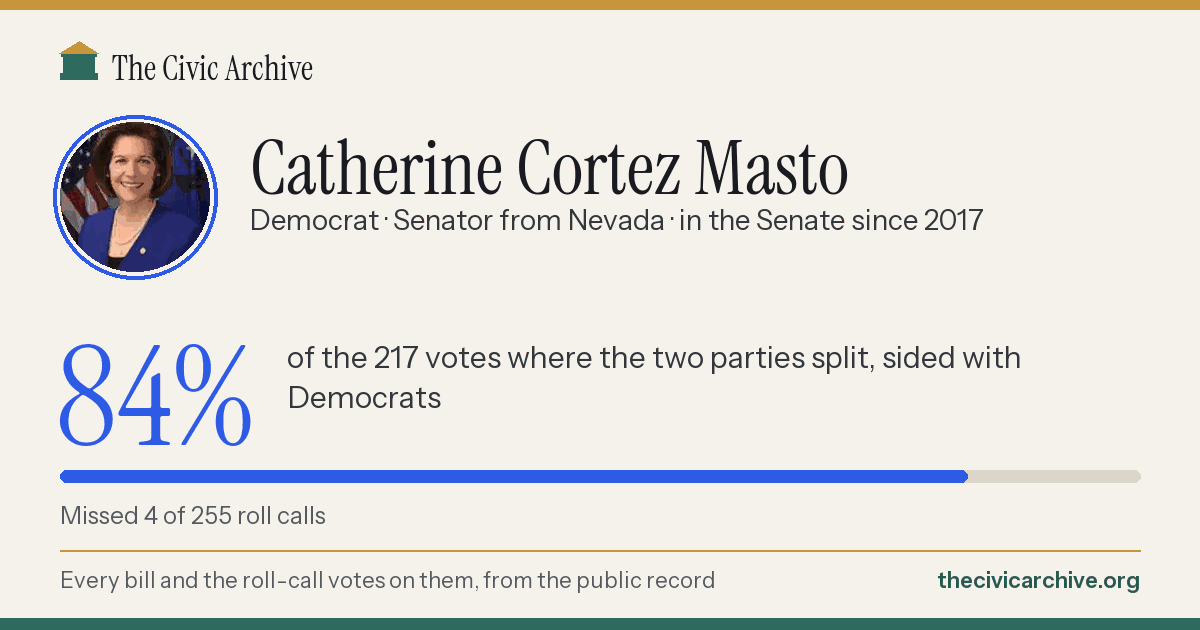 The Civic Archive
Catherine Cortez Masto
Democrat · Senator from Nevada · in the Senate since 2017
84%
of the 217 votes where the two parties split, sided with
Democrats
Missed 4 of 255 roll calls
Every bill and the roll-call votes on them, from the public record
thecivicarchive.org